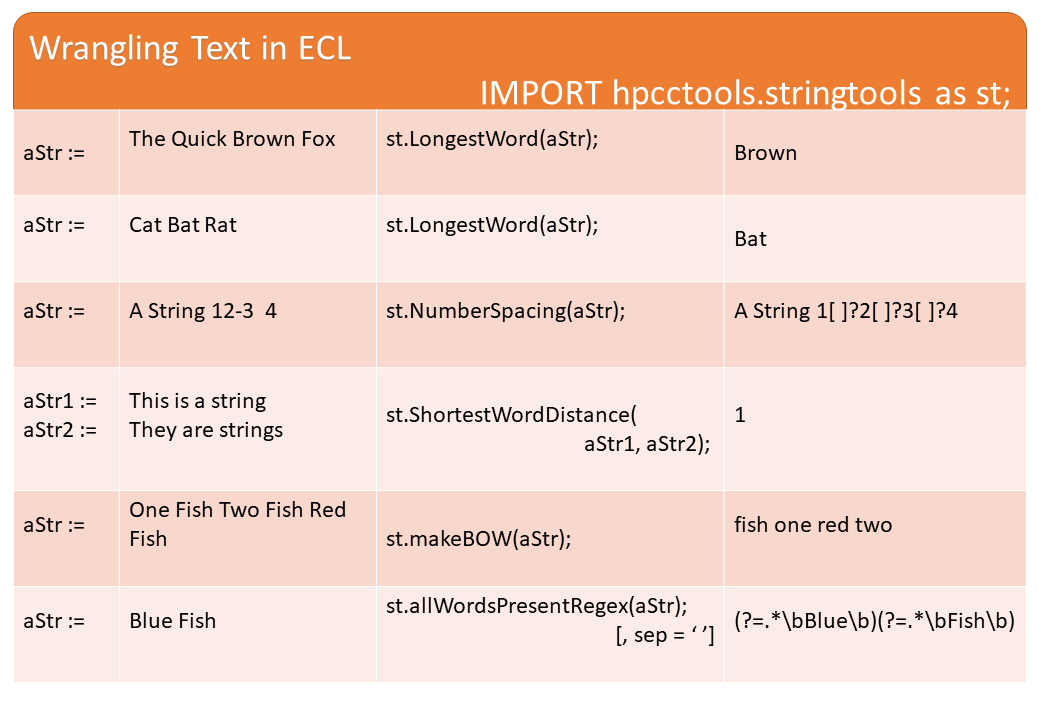 Wrangling Text in ECL
IMPORT hpcctools.stringtools as st;
aStr :=
The Quick Brown Fox
st.LongestWord(aStr);
Brown
aStr :=
Cat Bat Rat
st.LongestWord(aStr);
Bat
aStr :=
A String 12-3  4
st.NumberSpacing(aStr);
A String 1[ ]?2[ ]?3[ ]?4
aStr1 :=
aStr2 :=
This is a string
They are strings
st.ShortestWordDistance(
aStr1, aStr2);
1
aStr :=
One Fish Two Fish Red
Fish
st.makeBOW(aStr);
fish one red two
aStr :=
Blue Fish
st.allWordsPresentRegex(aStr);
[, sep = ‘ ’]
(?=.*\bBlue\b)(?=.*\bFish\b)